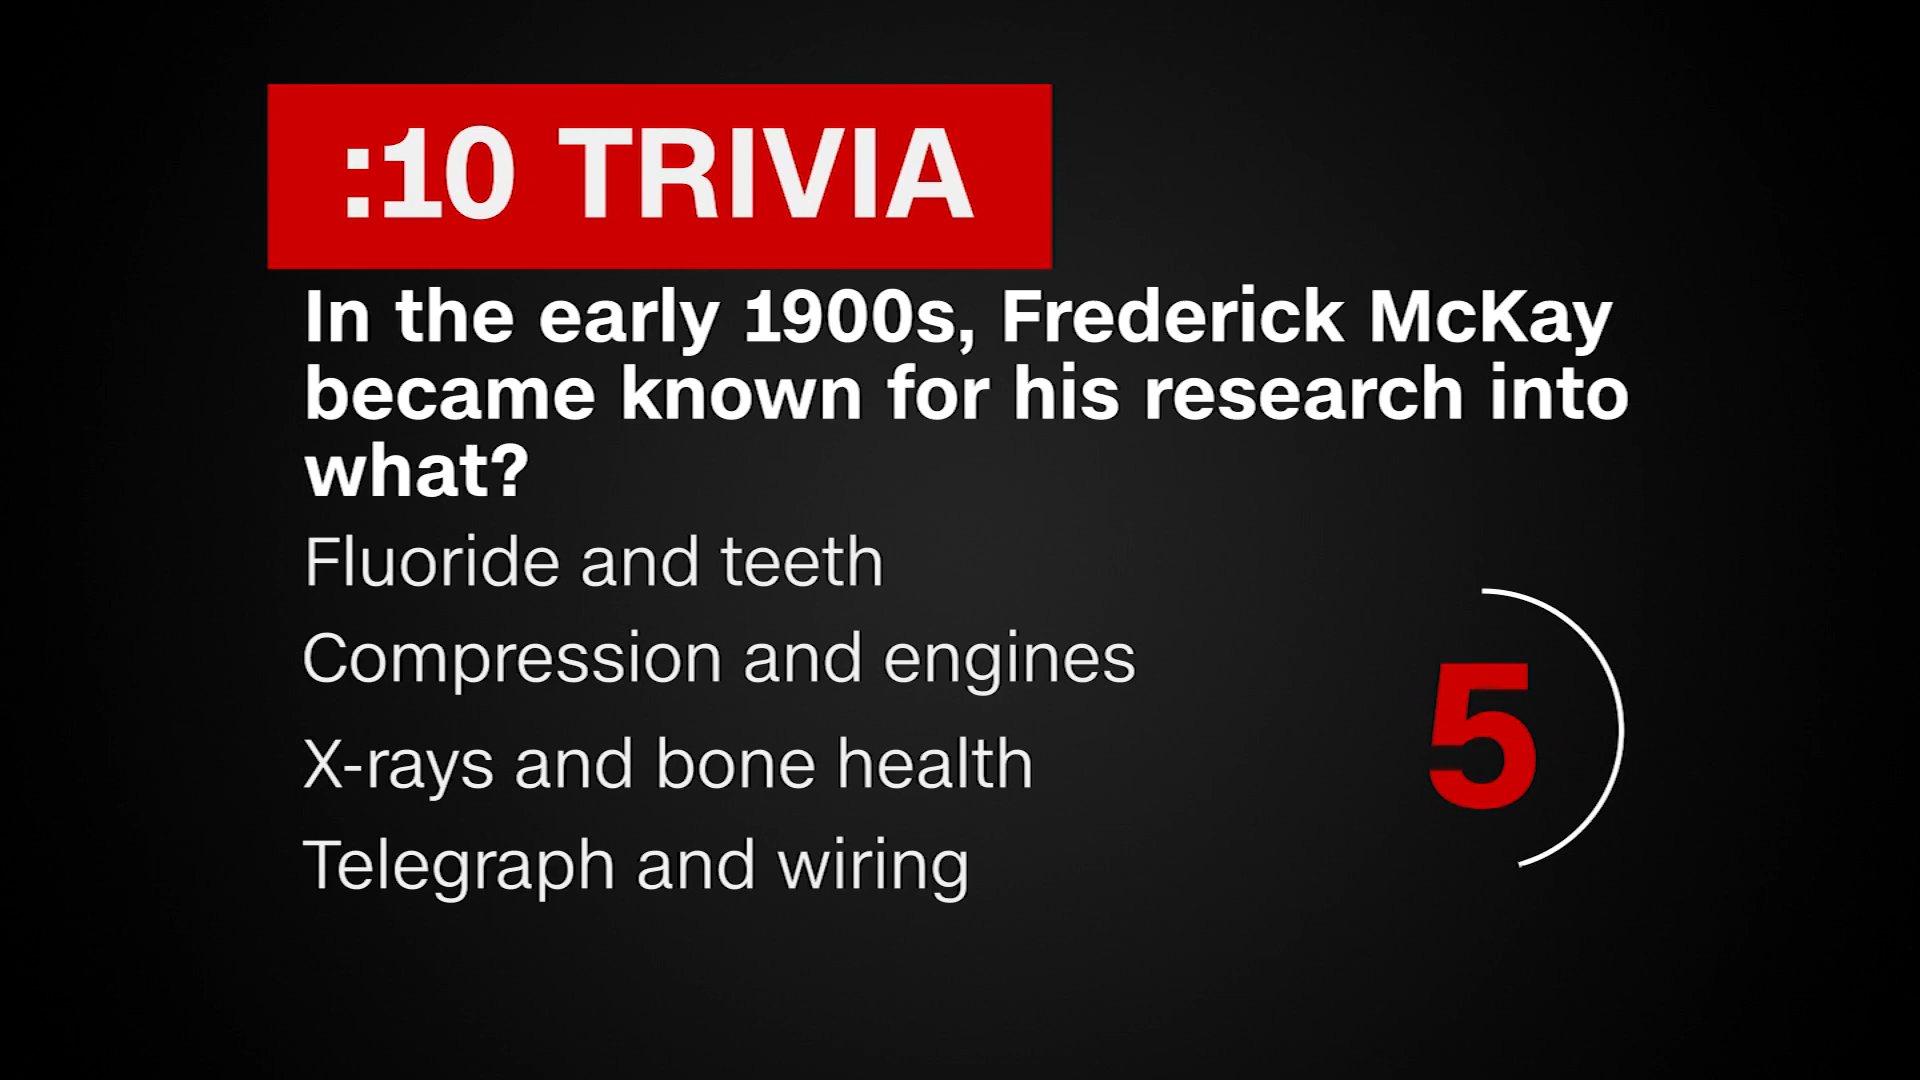 :10 TRIVIA
In the early 1900s, Frederick McKay
became known for his research into
what?
Fluoride and teeth
Compression and engines
X-rays and bone health
Telegraph and wiring
5